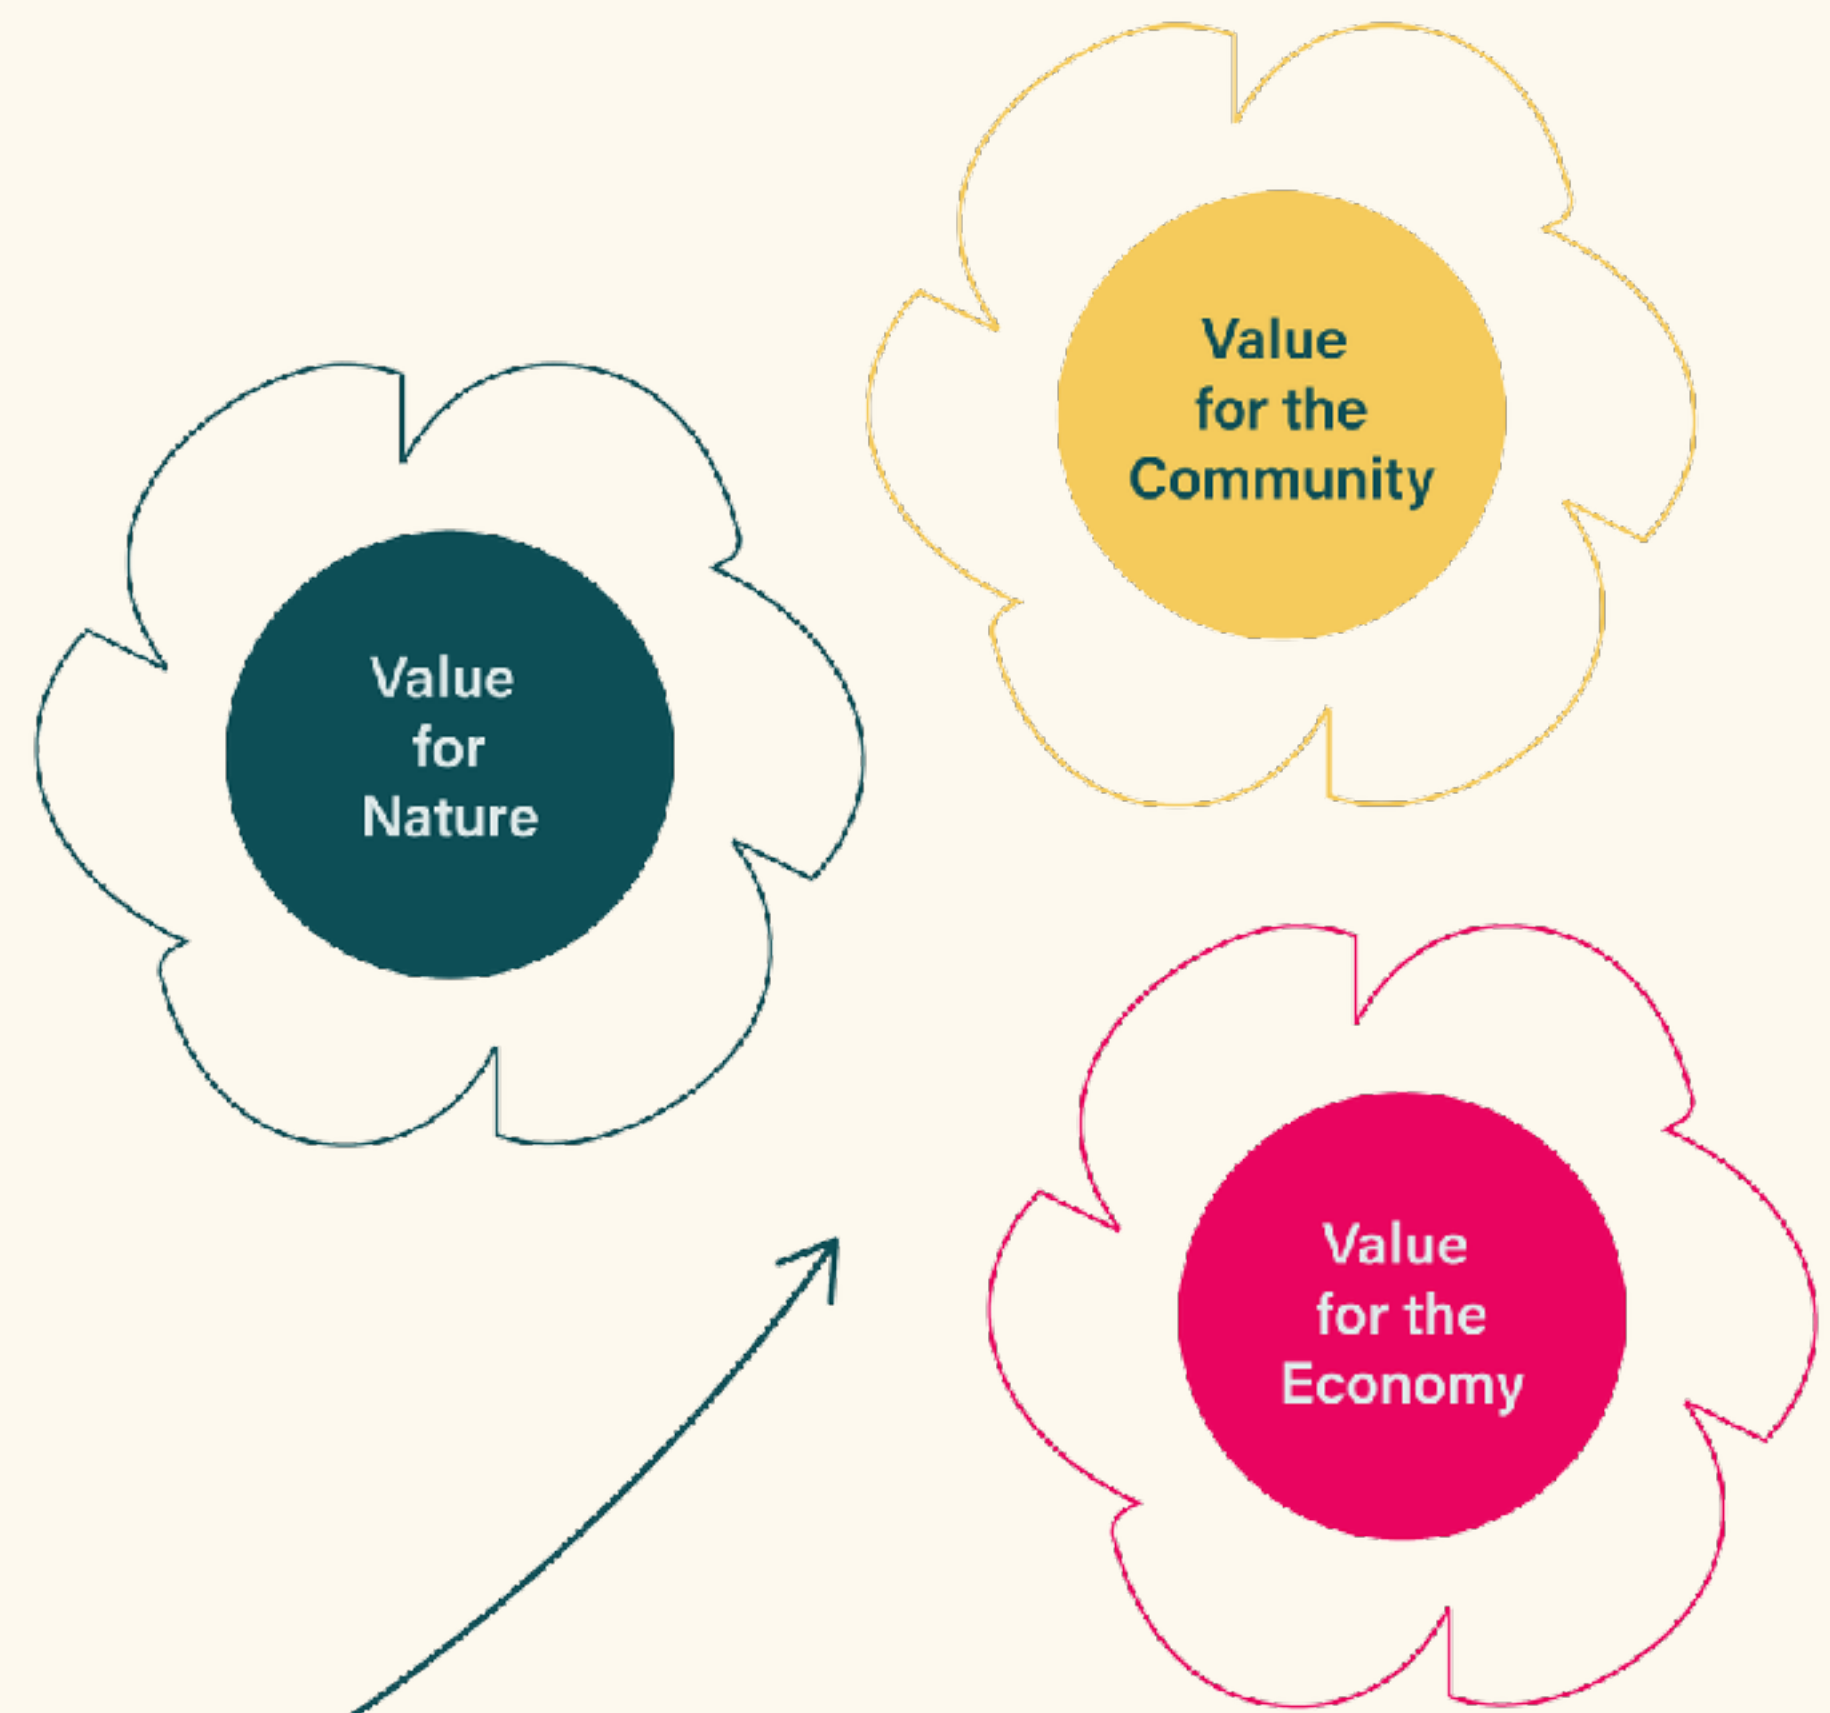 Value
for the
Community
Value
for
Nature
Value
for the
Economy